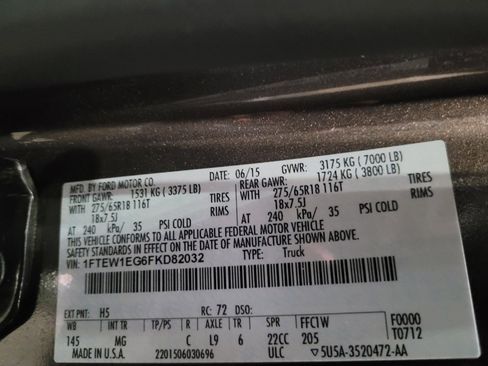 MFD. BY FORD MOTOR CO. DATE: 06/15 GVWR: 3175 KG ( 7000 LB)
FRONT GAWR: 1531 KG ( 3375 LB) REAR GAWR: 1724 KG ( 3800 LB)
WITH 275/65R18 116T TIRES WITH 275/65R18 116T TIRES
18x7.5J RIMS 18x7.5J RIMS
AT 240 kPa/ 35 PSI COLD AT 240 kPa/ 35 PSI COLD
THIS VEHICLE CONFORMS TO ALL APPLICABLE FEDERAL MOTOR VEHICLE
SAFETY STANDARDS IN EFFECT ON THE DATE OF MANUFACTURE SHOWN ABOVE.
VIN: 1FTEW1EG6FKD82032 TYPE: Truck
EXT PNT: H5 RC: 72 DSO: F0000
WB INT TR TP/PS R AXLE TR SPR FFC1W T0712
145 MG C L9 6 22CC 205
MADE IN U.S.A. 2201506030696 ULC 5U5A-3520472-AA